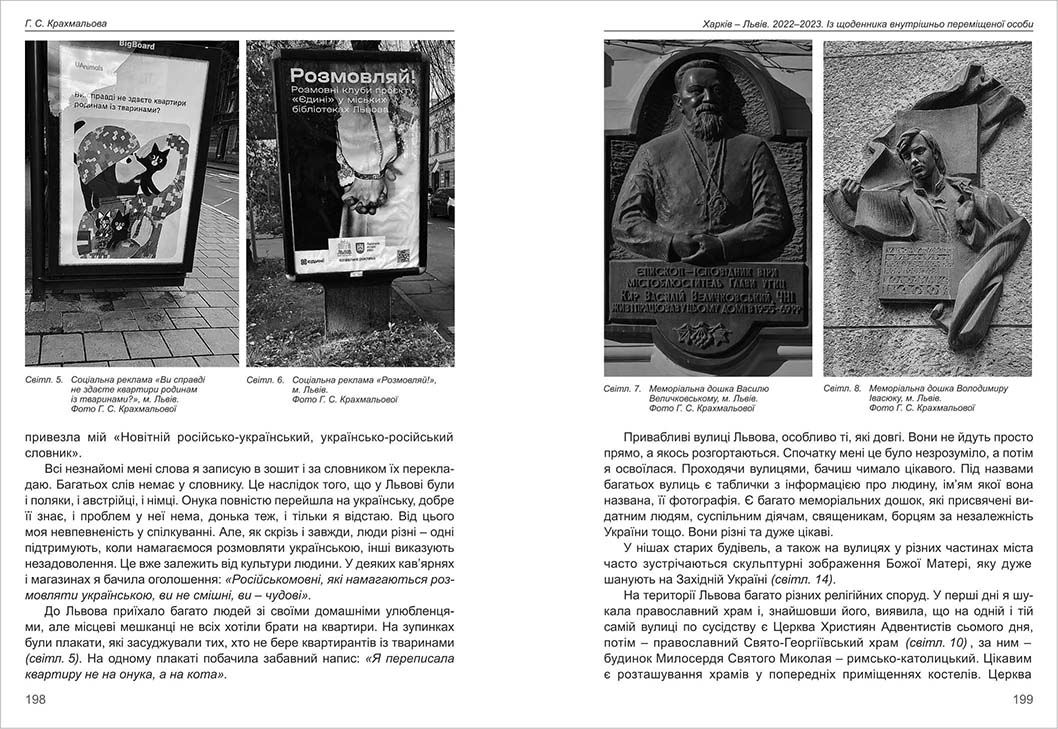 Г. С. Крахмальова
BigBoard
UAnimals
Ви справді не здаєте квартири
родинам із тваринами?
Розмовляй!
Розмовні клуби проєкту
«Єдині» у міських
бібліотеках Львова
єдині
Світл. 5. Соціальна реклама «Ви справді
не здаєте квартири родинам
із тваринами?», м. Львів.
Фото Г. С. Крахмальової
Світл. 6. Соціальна реклама «Розмовляй!»,
м. Львів.
Фото Г. С. Крахмальової
привезла мій «Новітній російсько-український, українсько-російський
словник».
Всі незнайомі мені слова я записую в зошит і за словником їх перекла-
даю. Багатьох слів немає у словнику. Це наслідок того, що у Львові були
і поляки, і австрійці, і німці. Онука повністю перейшла на українську, добре
її знає, і проблем у неї нема, донька теж, і тільки я відстаю. Від цього
моя невпевненість у спілкуванні. Але, як скрізь і завжди, люди різні – одні
підтримують, коли намагаємося розмовляти українською, інші виказують
незадоволення. Це вже залежить від культури людини. У деяких кав’ярнях
і магазинах я бачила оголошення: «Російськомовні, які намагаються роз-
мовляти українською, ви не смішні, ви – чудові».
До Львова приїхало багато людей зі своїми домашніми улюбленця-
ми, але місцеві мешканці не всіх хотіли брати на квартири. На зупинках
були плакати, які засуджували тих, хто не бере квартирантів із тваринами
(світл. 5). На одному плакаті побачила забавний напис: «Я переписала
квартиру не на онука, а на кота».
198
Харків – Львів. 2022–2023. Із щоденника внутрішньо переміщеної особи
ЄПИСКОП–ІСПОВІДНИК ВІРИ
МІСТОБЛЮСТИТЕЛЬ ГЛАВИ УГКЦ
КИР ВАСИЛІЙ ВЕЛИЧКОВСЬКИЙ ЧНІ
ЖИВ І ПРАЦЮВАВ У ЦЬОМУ ДОМІ В 1955–69 рр
Світл. 7. Меморіальна дошка Василю
Величковському, м. Львів.
Фото Г. С. Крахмальової
Світл. 8. Меморіальна дошка Володимиру
Івасюку, м. Львів.
Фото Г. С. Крахмальової
Привабливі вулиці Львова, особливо ті, які довгі. Вони не йдуть просто
прямо, а якось розгортаються. Спочатку мені це було незрозуміло, а потім
я освоїлася. Проходячи вулицями, бачиш чимало цікавого. Під назвами
багатьох вулиць є таблички з інформацією про людину, ім’ям якої вона
названа, її фотографія. Є багато меморіальних дошок, які присвячені ви-
датним людям, суспільним діячам, священикам, борцям за незалежність
України тощо. Вони різні та дуже цікаві.
У нішах старих будівель, а також на вулицях у різних частинах міста
часто зустрічаються скульптурні зображення Божої Матері, яку дуже
шанують на Західній Україні (світл. 14).
На території Львова багато різних релігійних споруд. У перші дні я шу-
кала православний храм і, знайшовши його, виявила, що на одній і тій
самій вулиці по сусідству є Церква Християн Адвентистів сьомого дня,
потім – православний Свято-Георгіївський храм (світл. 10), за ним –
будинок Милосердя Святого Миколая – римсько-католицький. Цікавим
є розташування храмів у попередніх приміщеннях костелів. Церква
199